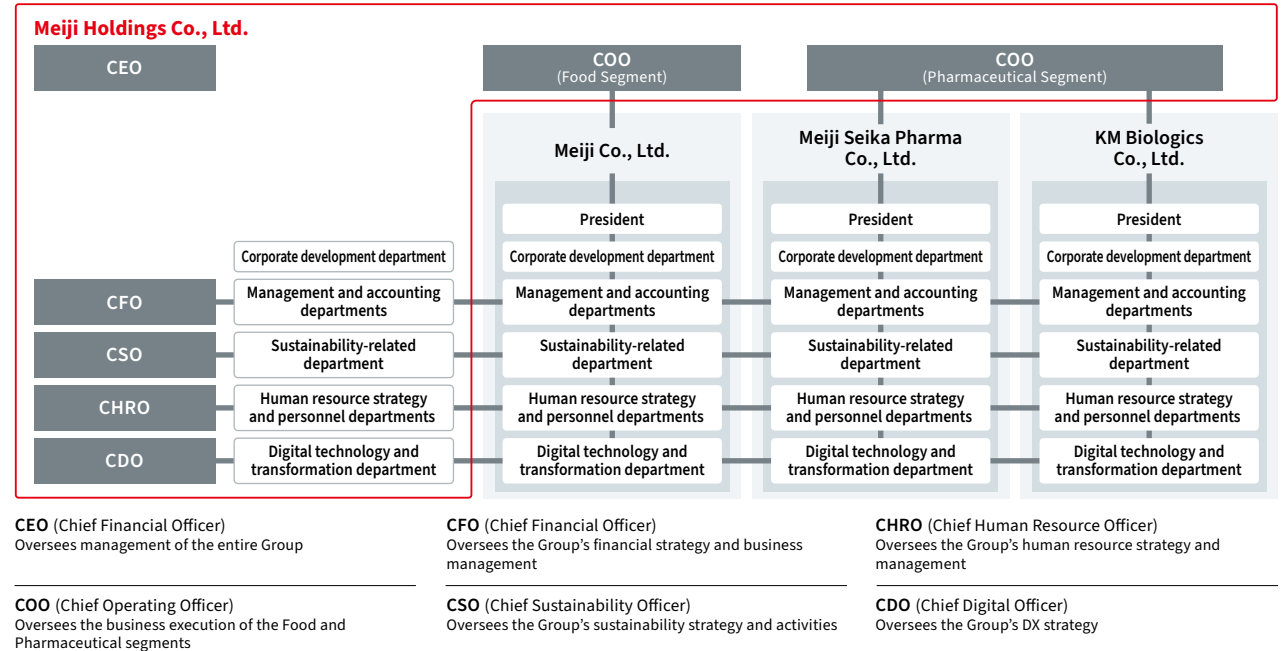 Meiji Holdings Co., Ltd.
CEO
COO
(Food Segment)
COO
(Pharmaceutical Segment)
Meiji Co., Ltd.
Meiji Seika Pharma
Co., Ltd.
KM Biologics
Co., Ltd.
President
President
President
Corporate development department
Corporate development department
Corporate development department
Corporate development department
CFO
Management and accounting
departments
Management and accounting
departments
Management and accounting
departments
Management and accounting
departments
CSO
Sustainability-related
department
Sustainability-related
department
Sustainability-related
department
Sustainability-related
department
CHRO
Human resource strategy
and personnel departments
Human resource strategy
and personnel departments
Human resource strategy
and personnel departments
Human resource strategy
and personnel departments
CDO
Digital technology and
transformation department
Digital technology and
transformation department
Digital technology and
transformation department
Digital technology and
transformation department
CEO (Chief Financial Officer)
Oversees management of the entire Group
CFO (Chief Financial Officer)
Oversees the Group's financial strategy and business
management
CHRO (Chief Human Resource Officer)
Oversees the Group's human resource strategy and
management
COO (Chief Operating Officer)
Oversees the business execution of the Food and
Pharmaceutical segments
CSO (Chief Sustainability Officer)
Oversees the Group's sustainability strategy and activities
CDO (Chief Digital Officer)
Oversees the Group's DX strategy